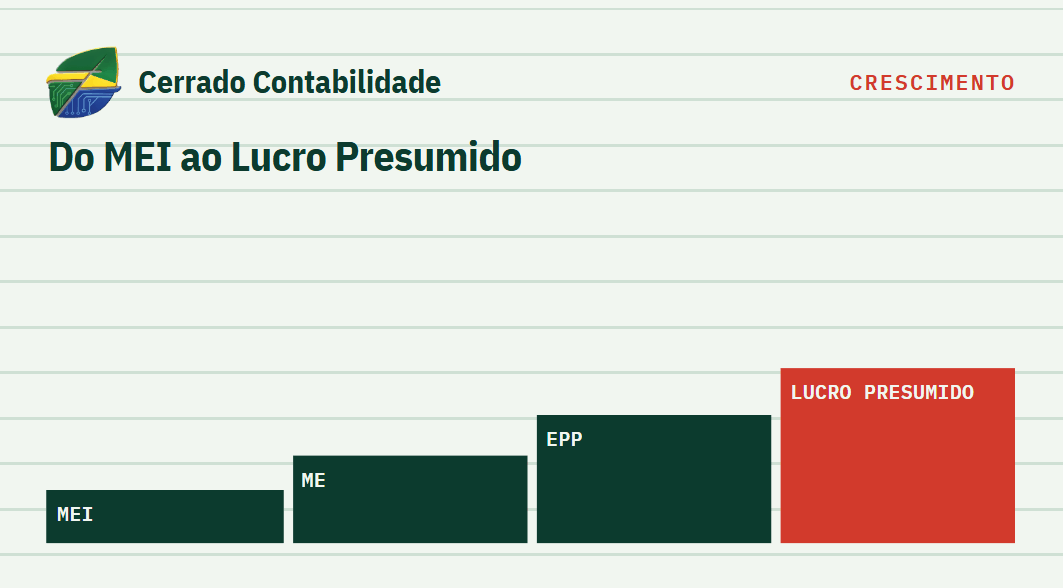 Cerrado Contabilidade
CRESCIMENTO
Do MEI ao Lucro Presumido
MEI
ME
EPP
LUCRO PRESUMIDO